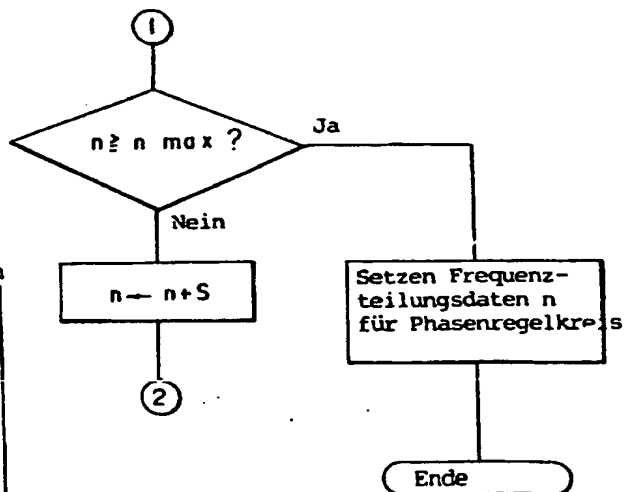 1
n ≧ n max ?
Ja
Nein
n ← n+S
Setzen Frequenz-
teilungsdaten n
für Phasenregelkreis
2
Ende